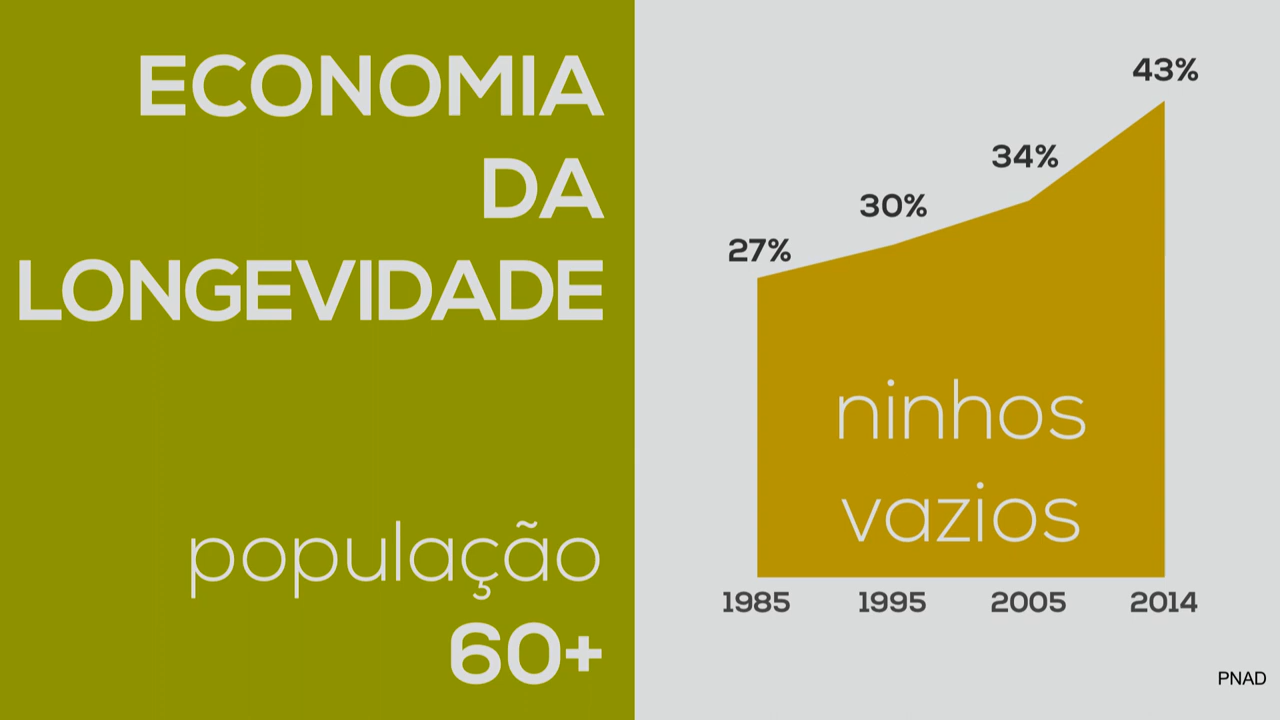 ECONOMIA
DA
LONGEVIDADE
população
60+
43%
34%
30%
27%
ninhos
vazios
1985 1995 2005 2014
PNAD